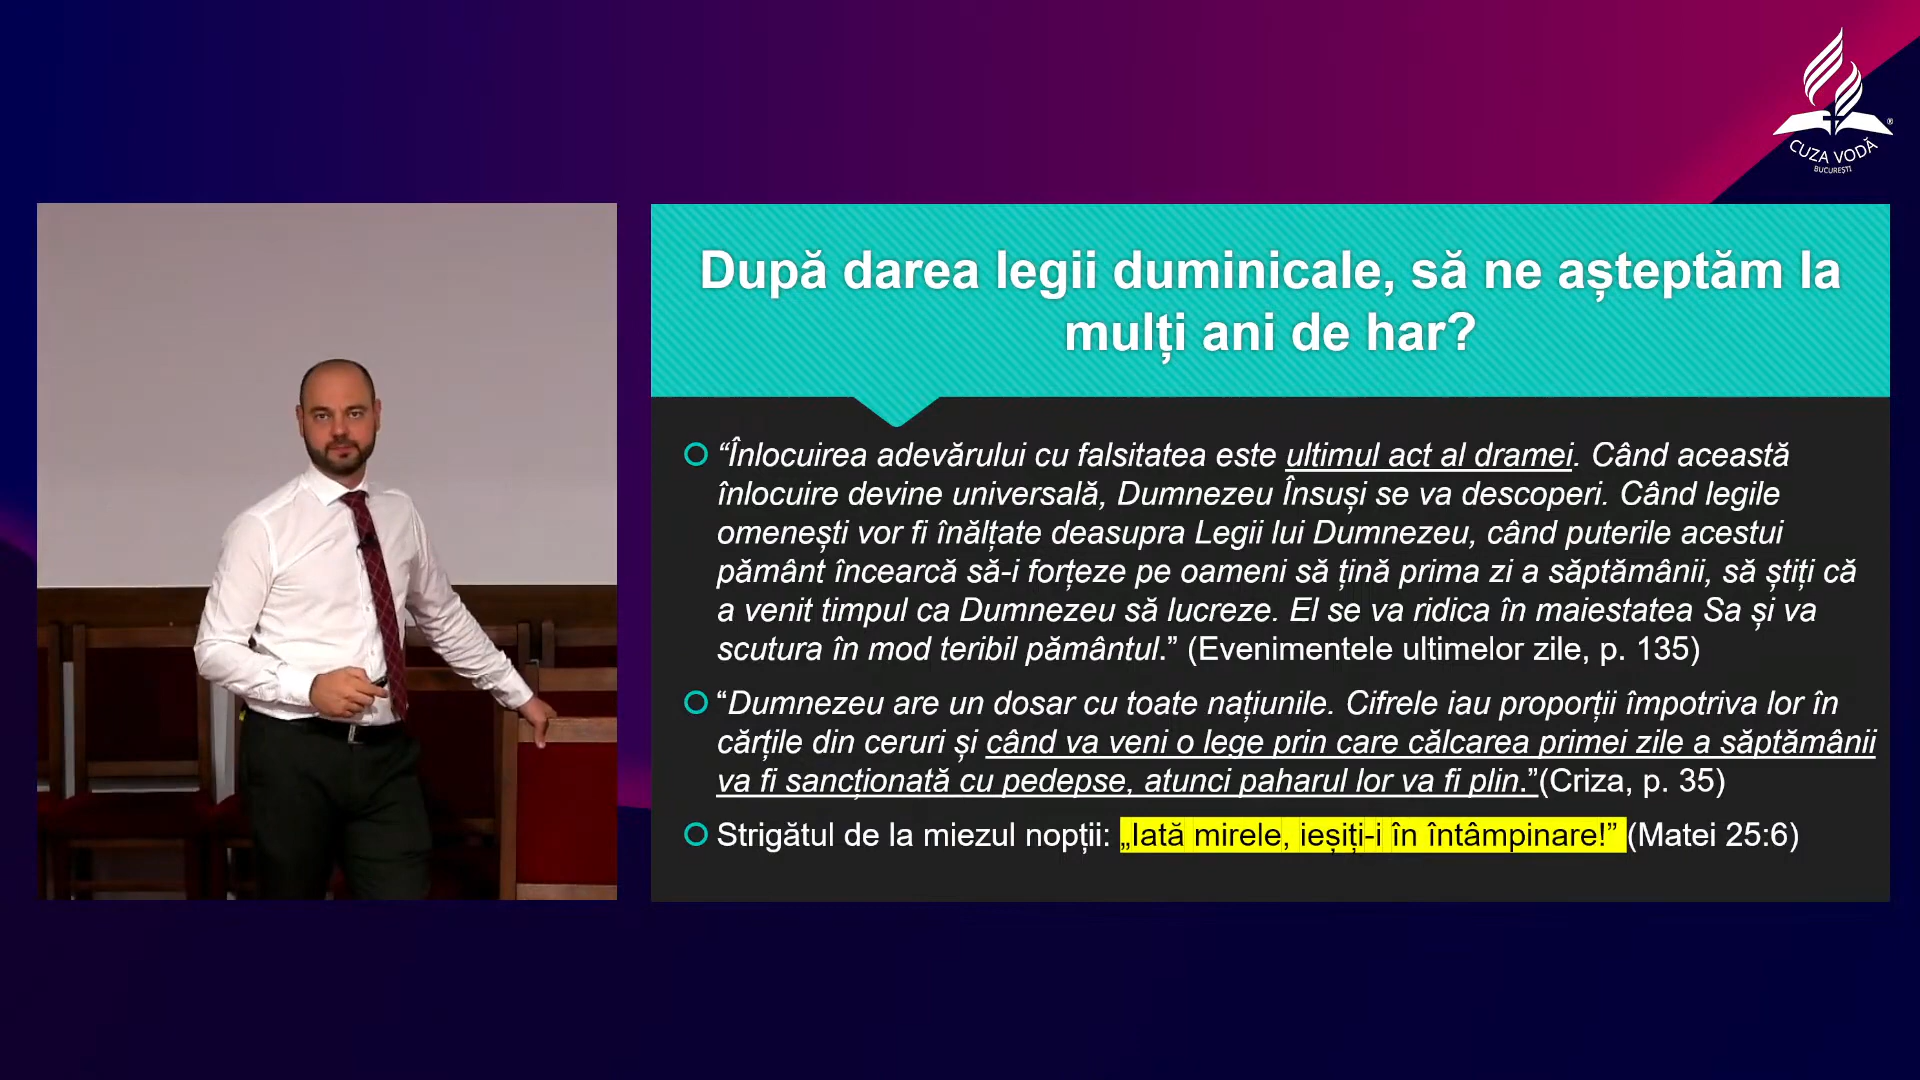 CUZA VODĂ
BUCUREȘTI
După darea legii duminicale, să ne așteptăm la
mulți ani de har?
“Înlocuirea adevărului cu falsitatea este ultimul act al dramei. Când această
înlocuire devine universală, Dumnezeu Însuși se va descoperi. Când legile
omenești vor fi înălțate deasupra Legii lui Dumnezeu, când puterile acestui
pământ încearcă să-i forțeze pe oameni să țină prima zi a săptămânii, să știți că
a venit timpul ca Dumnezeu să lucreze. El se va ridica în maiestatea Sa și va
scutura în mod teribil pământul.” (Evenimentele ultimelor zile, p. 135)
“Dumnezeu are un dosar cu toate națiunile. Cifrele iau proporții împotriva lor în
cărțile din ceruri și când va veni o lege prin care călcarea primei zile a săptămânii
va fi sancționată cu pedepse, atunci paharul lor va fi plin.”(Criza, p. 35)
Strigătul de la miezul nopții: „Iată mirele, ieșiți-i în întâmpinare!” (Matei 25:6)